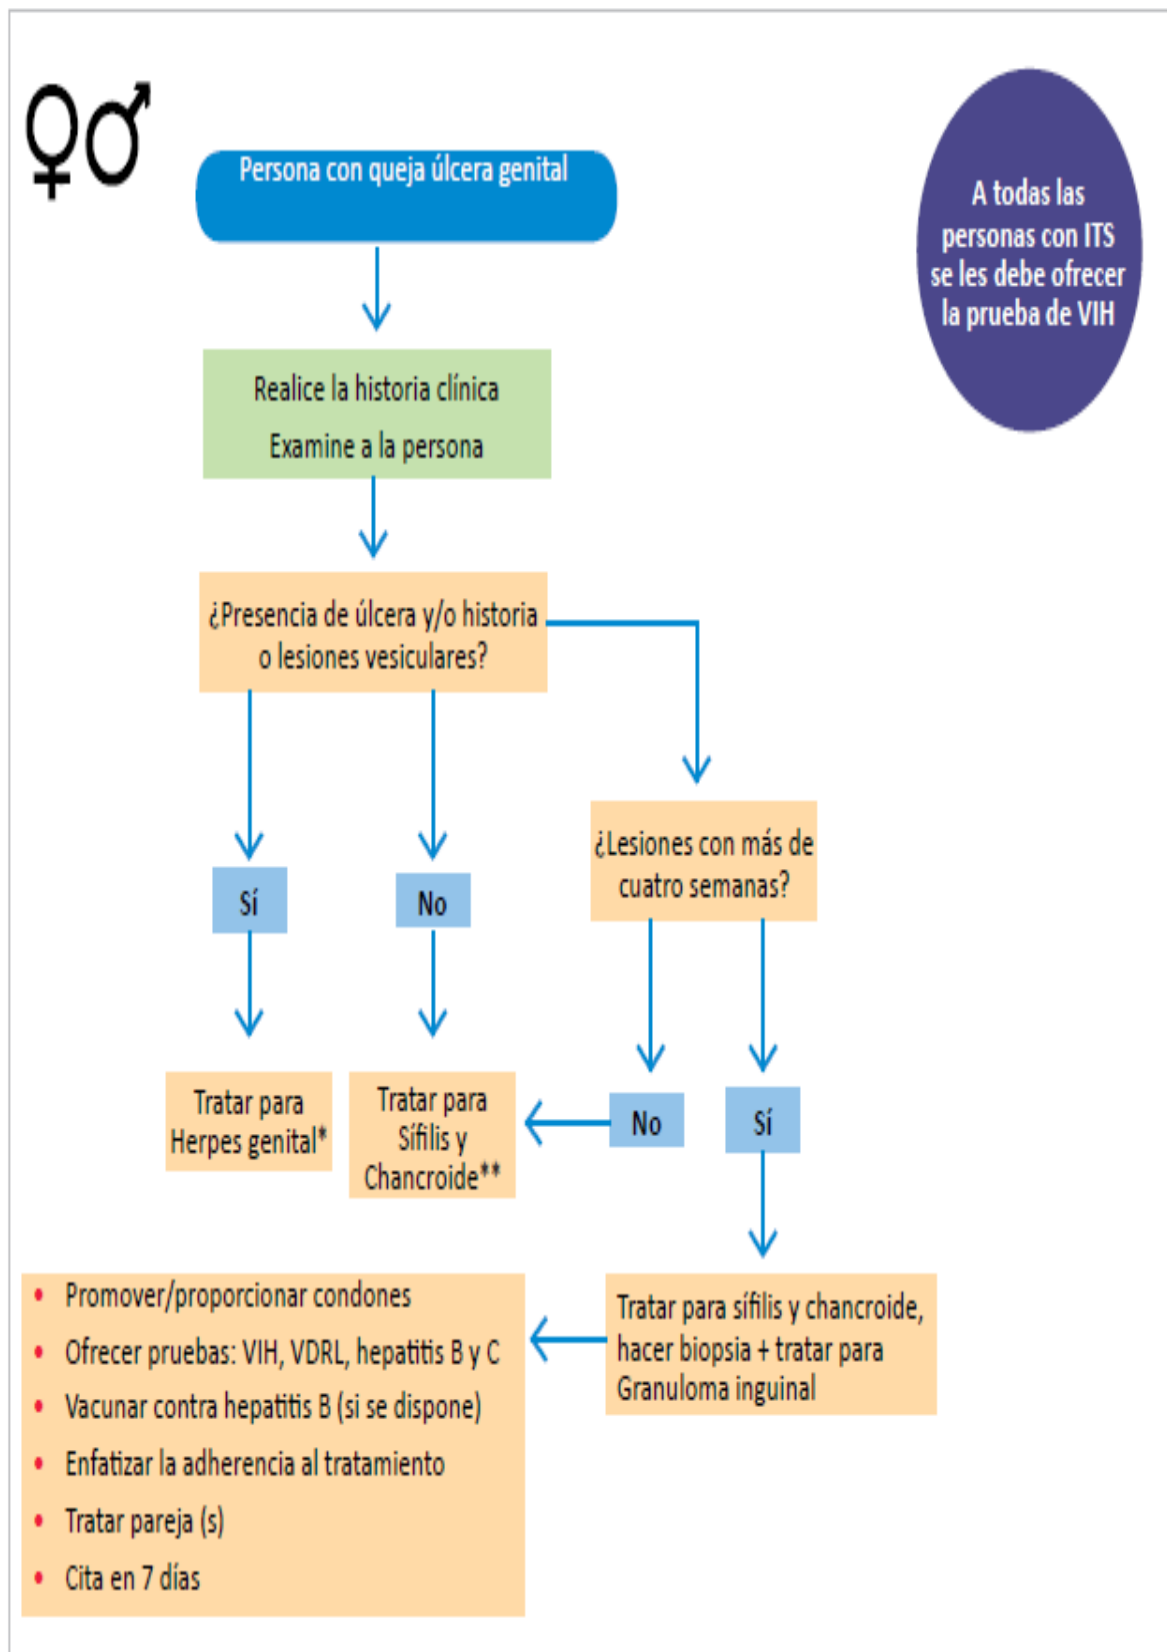 Persona con queja úlcera genital
A todas las
personas con ITS
se les debe ofrecer
la prueba de VIH
Realice la historia clínica
Examine a la persona
¿Presencia de úlcera y/o historia
o lesiones vesiculares?
¿Lesiones con más de
cuatro semanas?
Sí
No
Tratar para
Herpes genital*
Tratar para
Sífilis y
Chancroide**
No
Sí
Tratar para sífilis y chancroide,
hacer biopsia + tratar para
Granuloma inguinal
• Promover/proporcionar condones
• Ofrecer pruebas: VIH, VDRL, hepatitis B y C
• Vacunar contra hepatitis B (si se dispone)
• Enfatizar la adherencia al tratamiento
• Tratar pareja (s)
• Cita en 7 días